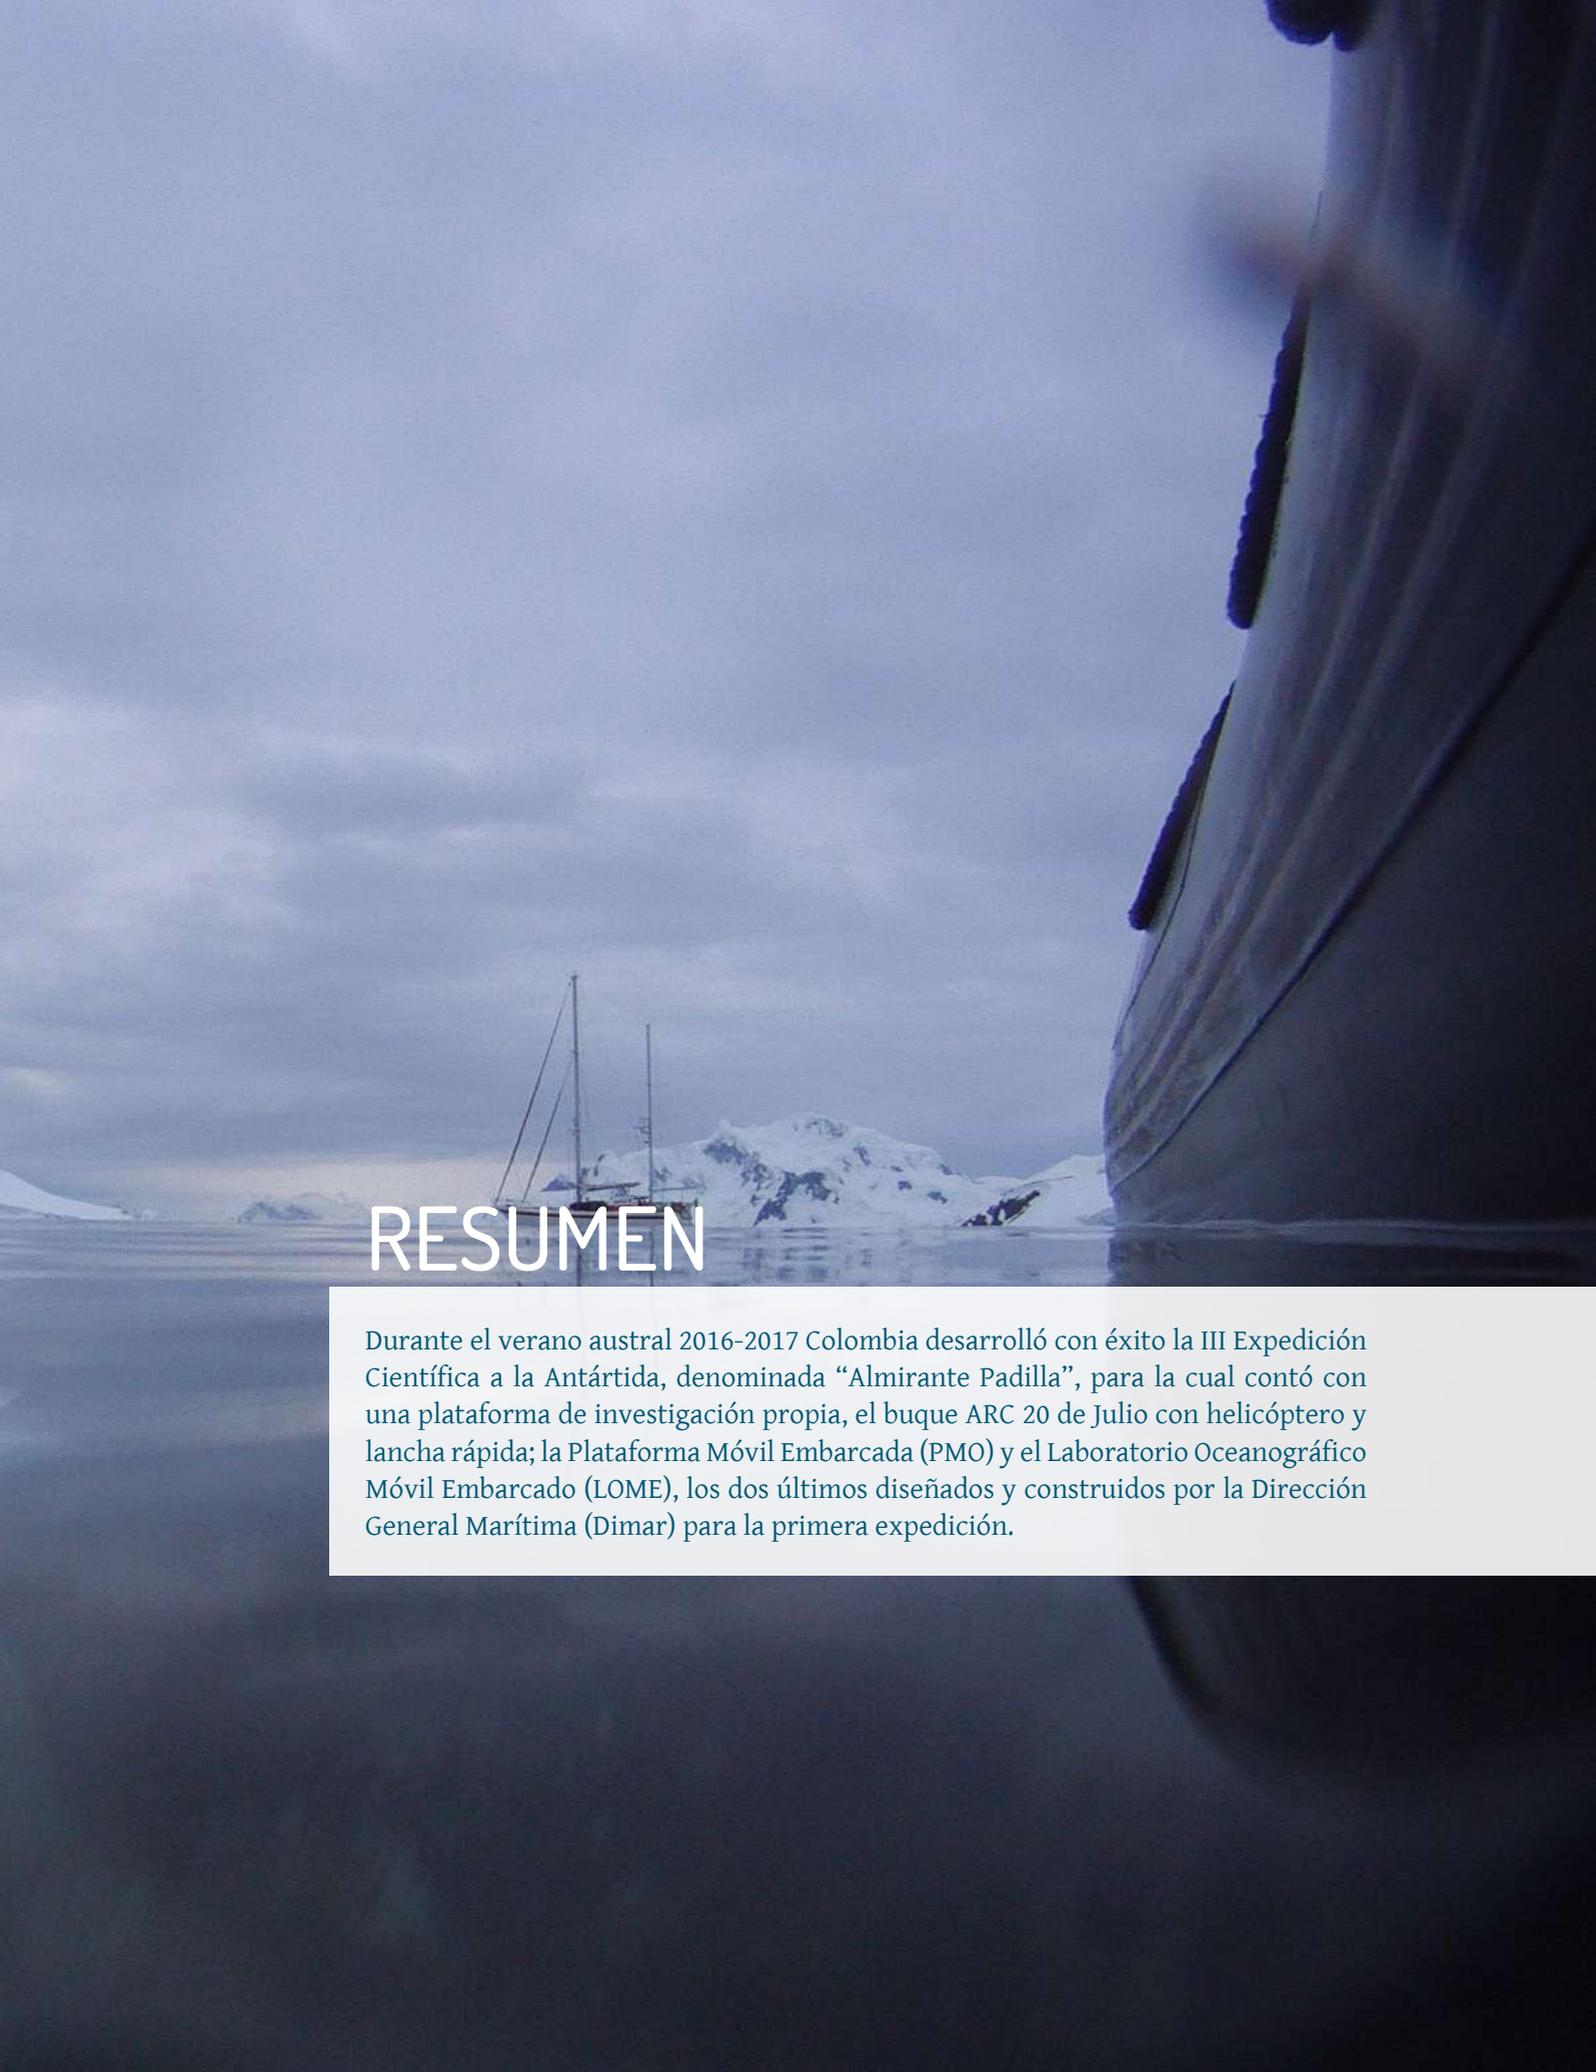 RESUMEN
Durante el verano austral 2016-2017 Colombia desarrolló con éxito la III Expedición
Científica a la Antártida, denominada “Almirante Padilla”, para la cual contó con
una plataforma de investigación propia, el buque ARC 20 de Julio con helicóptero y
lancha rápida; la Plataforma Móvil Embarcada (PMO) y el Laboratorio Oceanográfico
Móvil Embarcado (LOME), los dos últimos diseñados y construidos por la Dirección
General Marítima (Dimar) para la primera expedición.